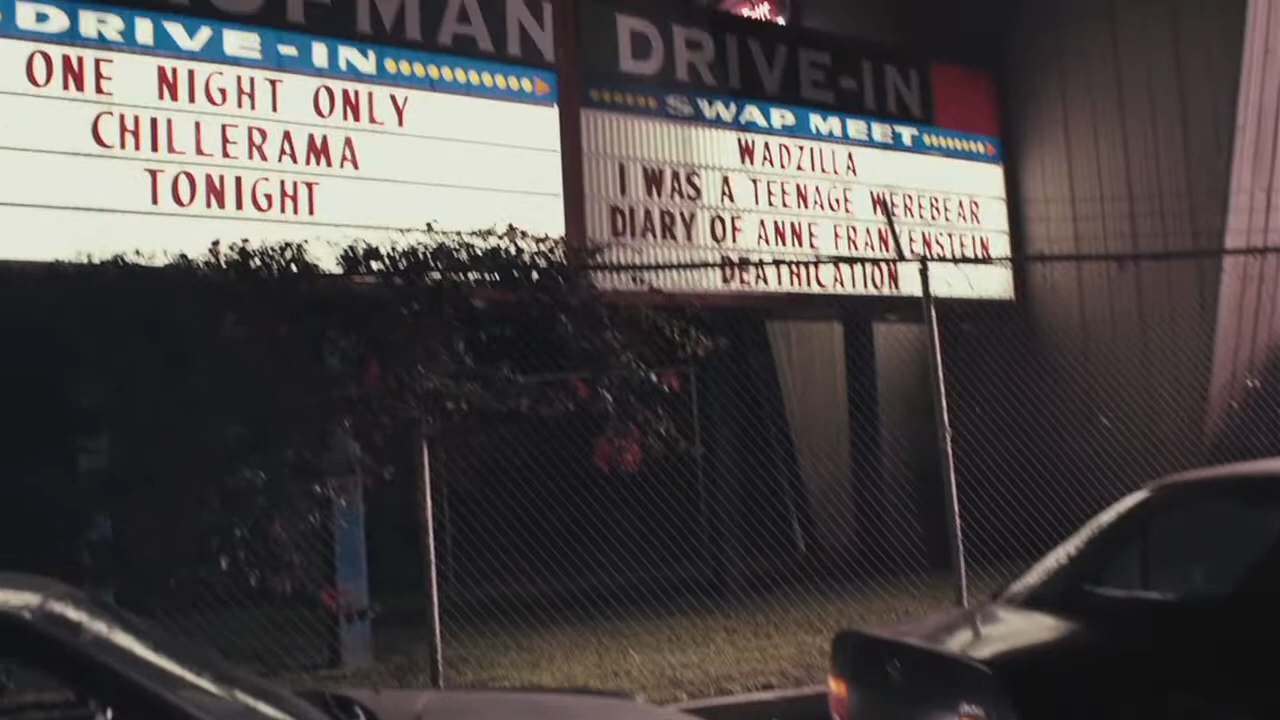 UFMAN DRIVE-IN
DRIVE-IN
ONE NIGHT ONLY
CHILLERAMA
TONIGHT
SWAP MEET
WADZILLA
I WAS A TEENAGE WEREBEAR
DIARY OF ANNE FRANKENSTEIN
DEATHICATION